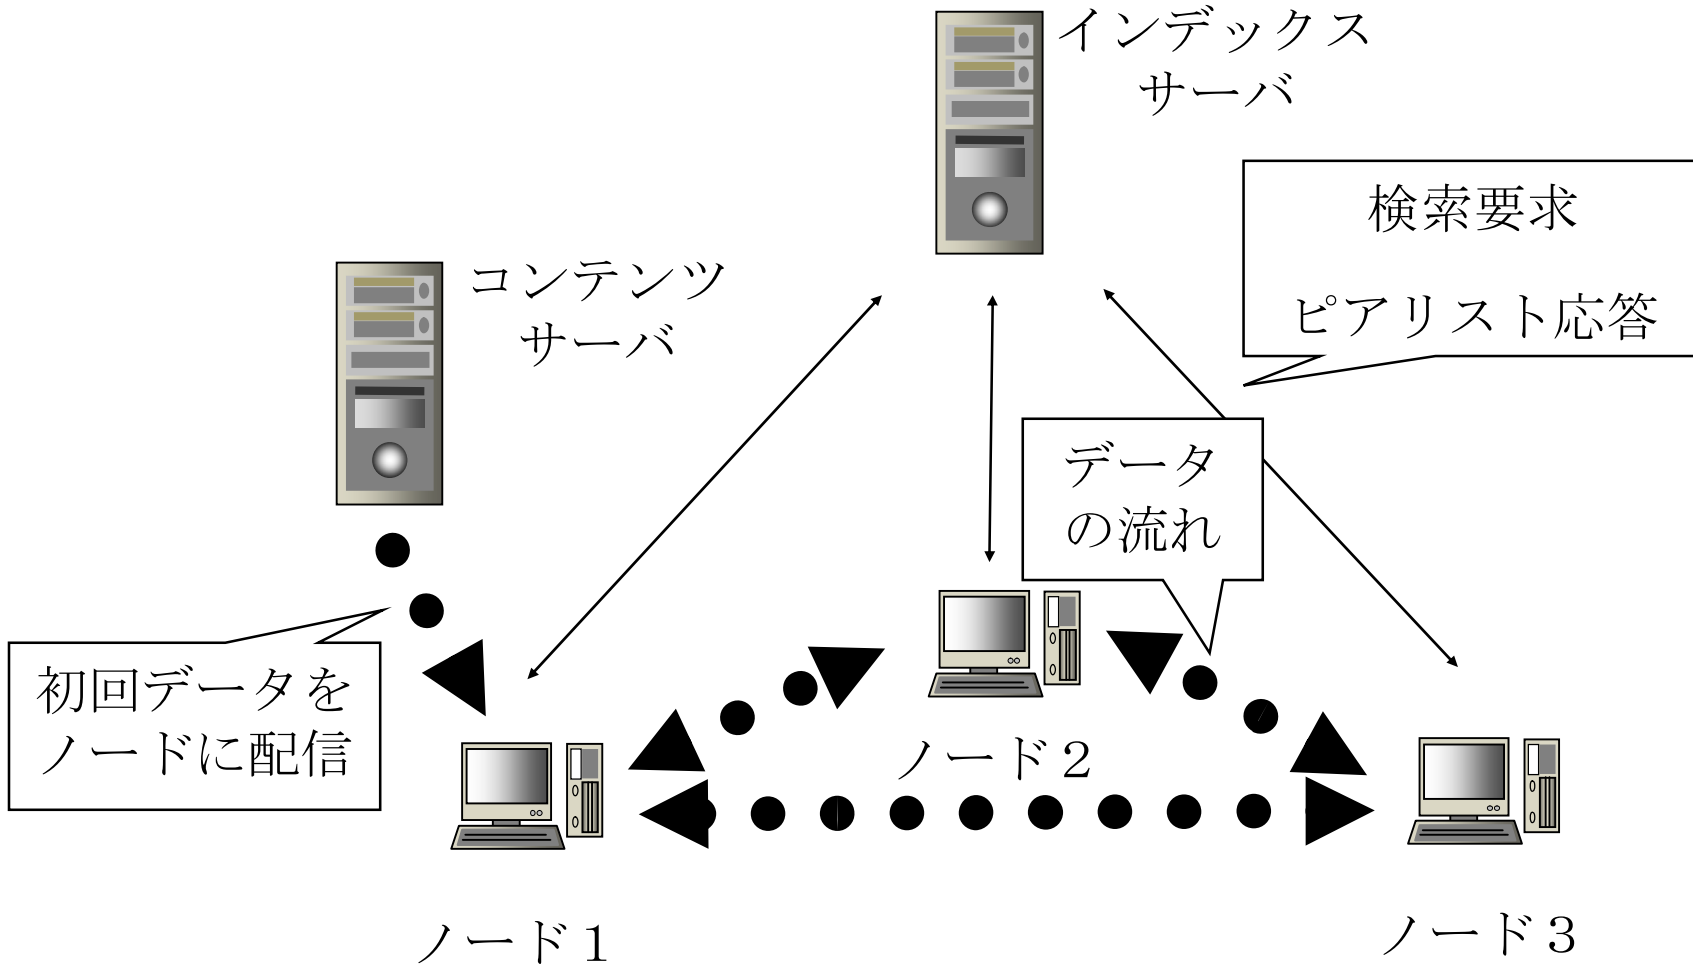 インデックス
サーバ
検索要求
ピアリスト応答
コンテンツ
サーバ
データ
の流れ
初回データを
ノードに配信
ノード２
ノード１
ノード３